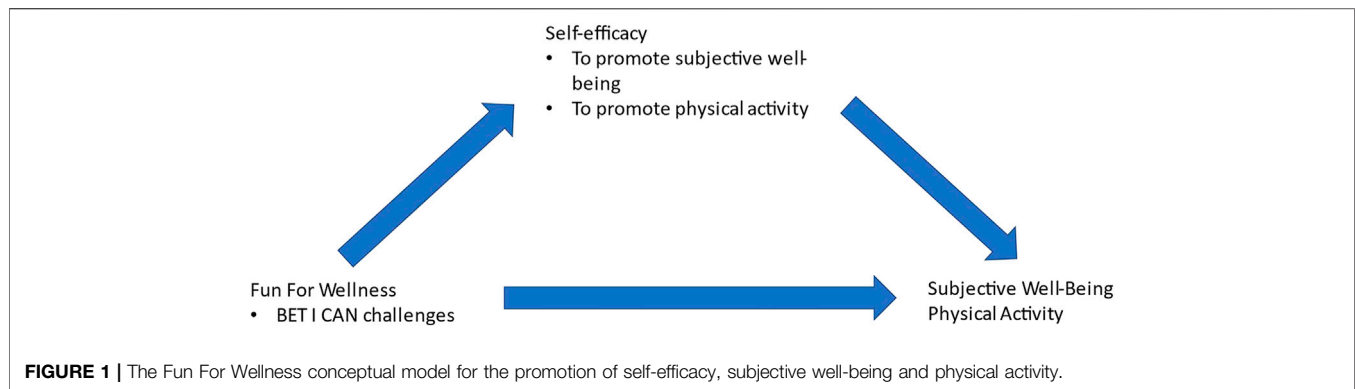 Self-efficacy
• To promote subjective well-
being
• To promote physical activity
Fun For Wellness
• BET I CAN challenges
Subjective Well-Being
Physical Activity
FIGURE 1 | The Fun For Wellness conceptual model for the promotion of self-efficacy, subjective well-being and physical activity.